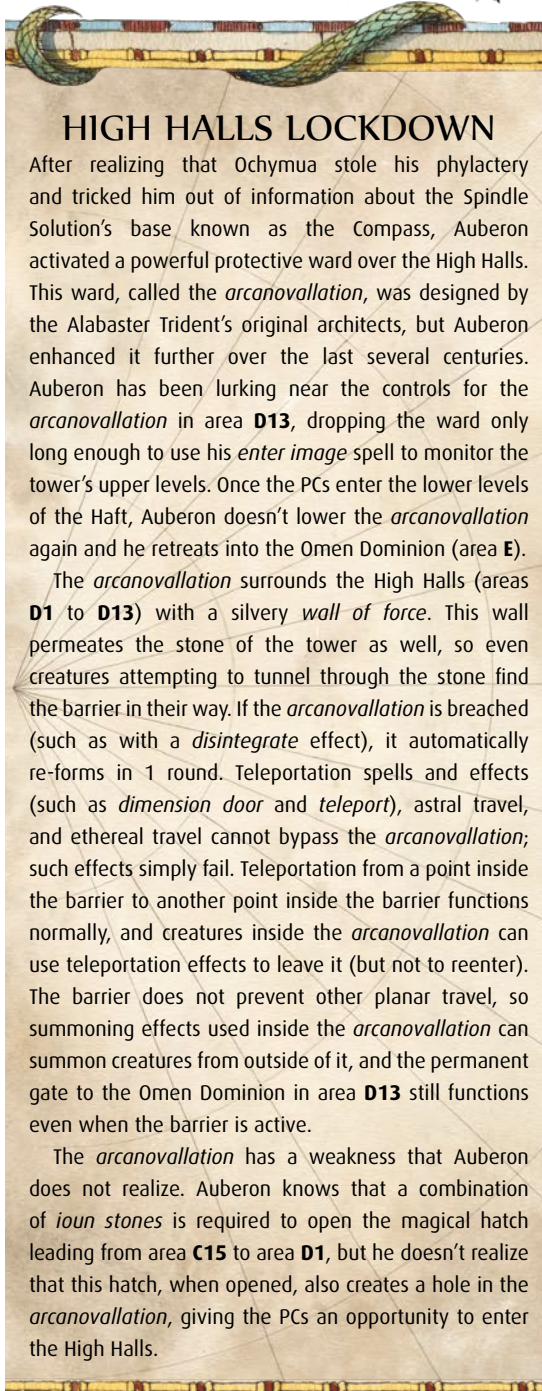 HIGH HALLS LOCKDOWN
After realizing that Ochymua stole his phylactery
and tricked him out of information about the Spindle
Solution’s base known as the Compass, Auberon
activated a powerful protective ward over the High Halls.
This ward, called the arcanovallation, was designed by
the Alabaster Trident’s original architects, but Auberon
enhanced it further over the last several centuries.
Auberon has been lurking near the controls for the
arcanovallation in area D13, dropping the ward only
long enough to use his enter image spell to monitor the
tower’s upper levels. Once the PCs enter the lower levels
of the Haft, Auberon doesn’t lower the arcanovallation
again and he retreats into the Omen Dominion (area E).
The arcanovallation surrounds the High Halls (areas
D1 to D13) with a silvery wall of force. This wall
permeates the stone of the tower as well, so even
creatures attempting to tunnel through the stone find
the barrier in their way. If the arcanovallation is breached
(such as with a disintegrate effect), it automatically
re-forms in 1 round. Teleportation spells and effects
(such as dimension door and teleport), astral travel,
and ethereal travel cannot bypass the arcanovallation;
such effects simply fail. Teleportation from a point inside
the barrier to another point inside the barrier functions
normally, and creatures inside the arcanovallation can
use teleportation effects to leave it (but not to reenter).
The barrier does not prevent other planar travel, so
summoning effects used inside the arcanovallation can
summon creatures from outside of it, and the permanent
gate to the Omen Dominion in area D13 still functions
even when the barrier is active.
The arcanovallation has a weakness that Auberon
does not realize. Auberon knows that a combination
of ioun stones is required to open the magical hatch
leading from area C15 to area D1, but he doesn’t realize
that this hatch, when opened, also creates a hole in the
arcanovallation, giving the PCs an opportunity to enter
the High Halls.